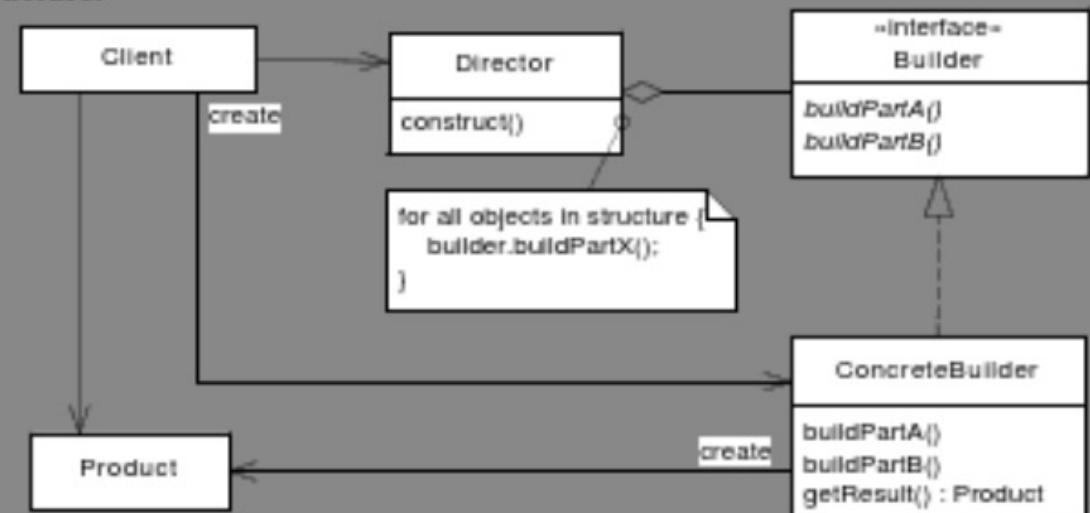 Client
create
Director
construct()
«interface»
Builder
buildPartA()
buildPartB()
for all objects in structure {
builder.buildPartX();
}
ConcreteBuilder
buildPartA()
buildPartB()
getResult() : Product
create
Product